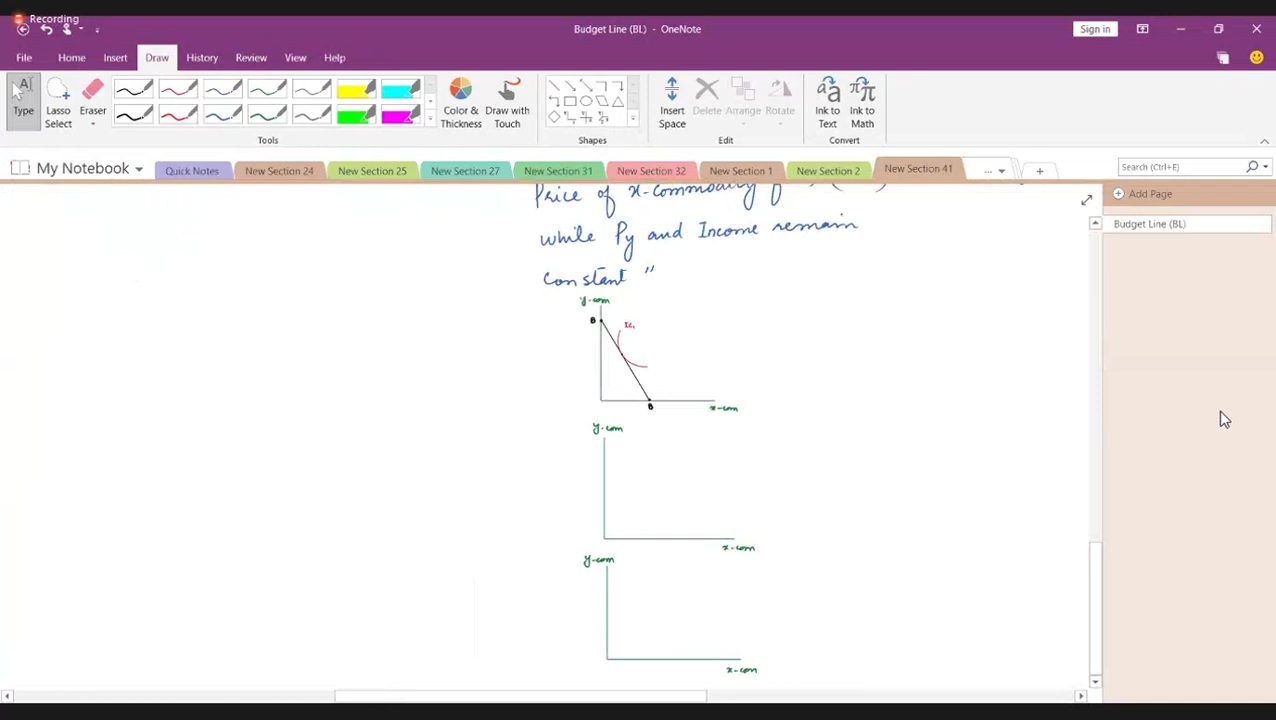 Recording
Budget Line (BL) - OneNote
Sign in
File Home Insert Draw History Review View Help
Type
Lasso Select
Eraser
Color & Thickness
Draw with Touch
Insert Space
Delete
Arrange
Rotate
Ink to Text
Ink to Math
Tools
Shapes
Edit
Convert
My Notebook
Quick Notes
New Section 24
New Section 25
New Section 27
New Section 31
New Section 32
New Section 1
New Section 2
New Section 41
...
Search (Ctrl+E)
Add Page
Budget Line (BL)
Price of x-commodity
while Py and Income remain
constant "
y-com
B
IC₁
B
x-com
y-com
x-com
y-com
x-com